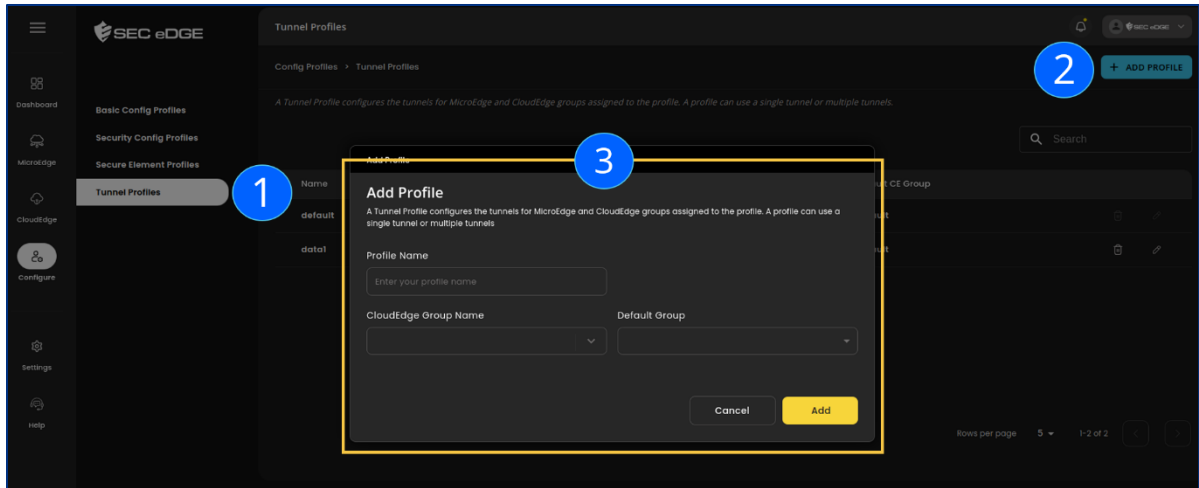 SEC eDGE
Tunnel Profiles
SEC eDGE
Config Profiles > Tunnel Profiles
2
+ ADD PROFILE
A Tunnel Profile configures the tunnels for MicroEdge and CloudEdge groups assigned to the profile. A profile can use a single tunnel or multiple tunnels.
Dashboard
MicroEdge
CloudEdge
Configure
Settings
Help
Basic Config Profiles
Security Config Profiles
Secure Element Profiles
Tunnel Profiles
1
Search
Name
CE Group
default
data1
3
Add Profile
Add Profile
A Tunnel Profile configures the tunnels for MicroEdge and CloudEdge groups assigned to the profile. A profile can use a
single tunnel or multiple tunnels
Profile Name
Enter your profile name
CloudEdge Group Name
Default Group
Cancel
Add
Rows per page 5
1-2 of 2